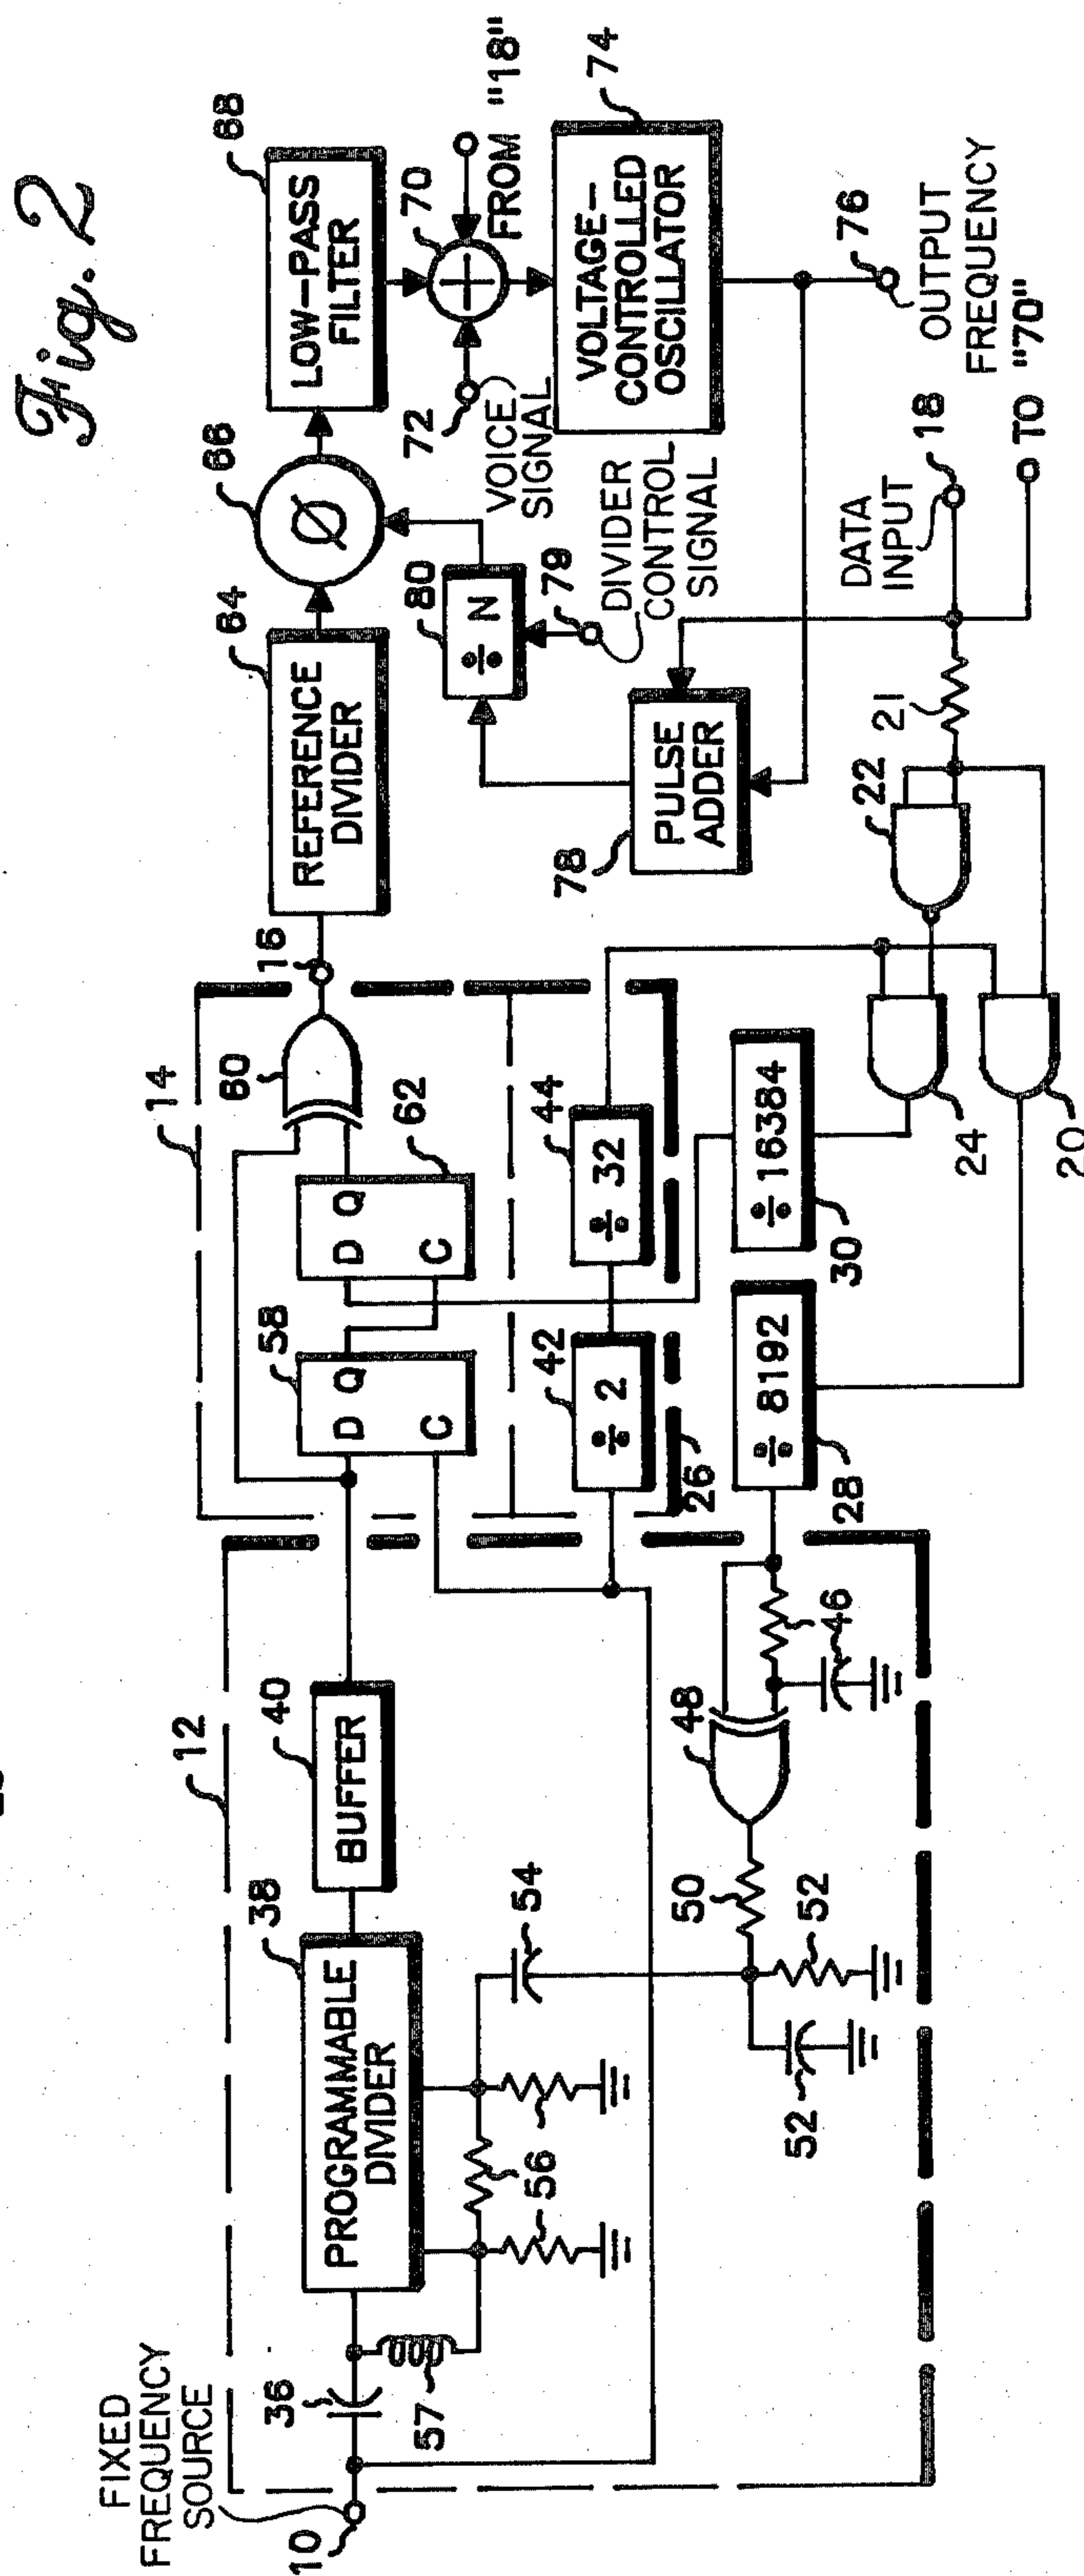 Fig. 2
FIXED
FREQUENCY
SOURCE
10
12
36
57
38
PROGRAMMABLE
DIVIDER
56
54
40
BUFFER
50
52
52
48
46
14
58
D Q
C
62
D Q
C
60
16
42
÷ 2
44
÷ 32
26
÷ 8192
28
÷ 16384
30
24
20
22
21
64
REFERENCE
DIVIDER
66
Ø
68
LOW-PASS
FILTER
70
FROM "18"
72
VOICE
SIGNAL
VOLTAGE-
CONTROLLED
OSCILLATOR
74
80
÷ N
79
DIVIDER
CONTROL
SIGNAL
78
PULSE
ADDER
76
OUTPUT
FREQUENCY
DATA
INPUT
18
TO "70"